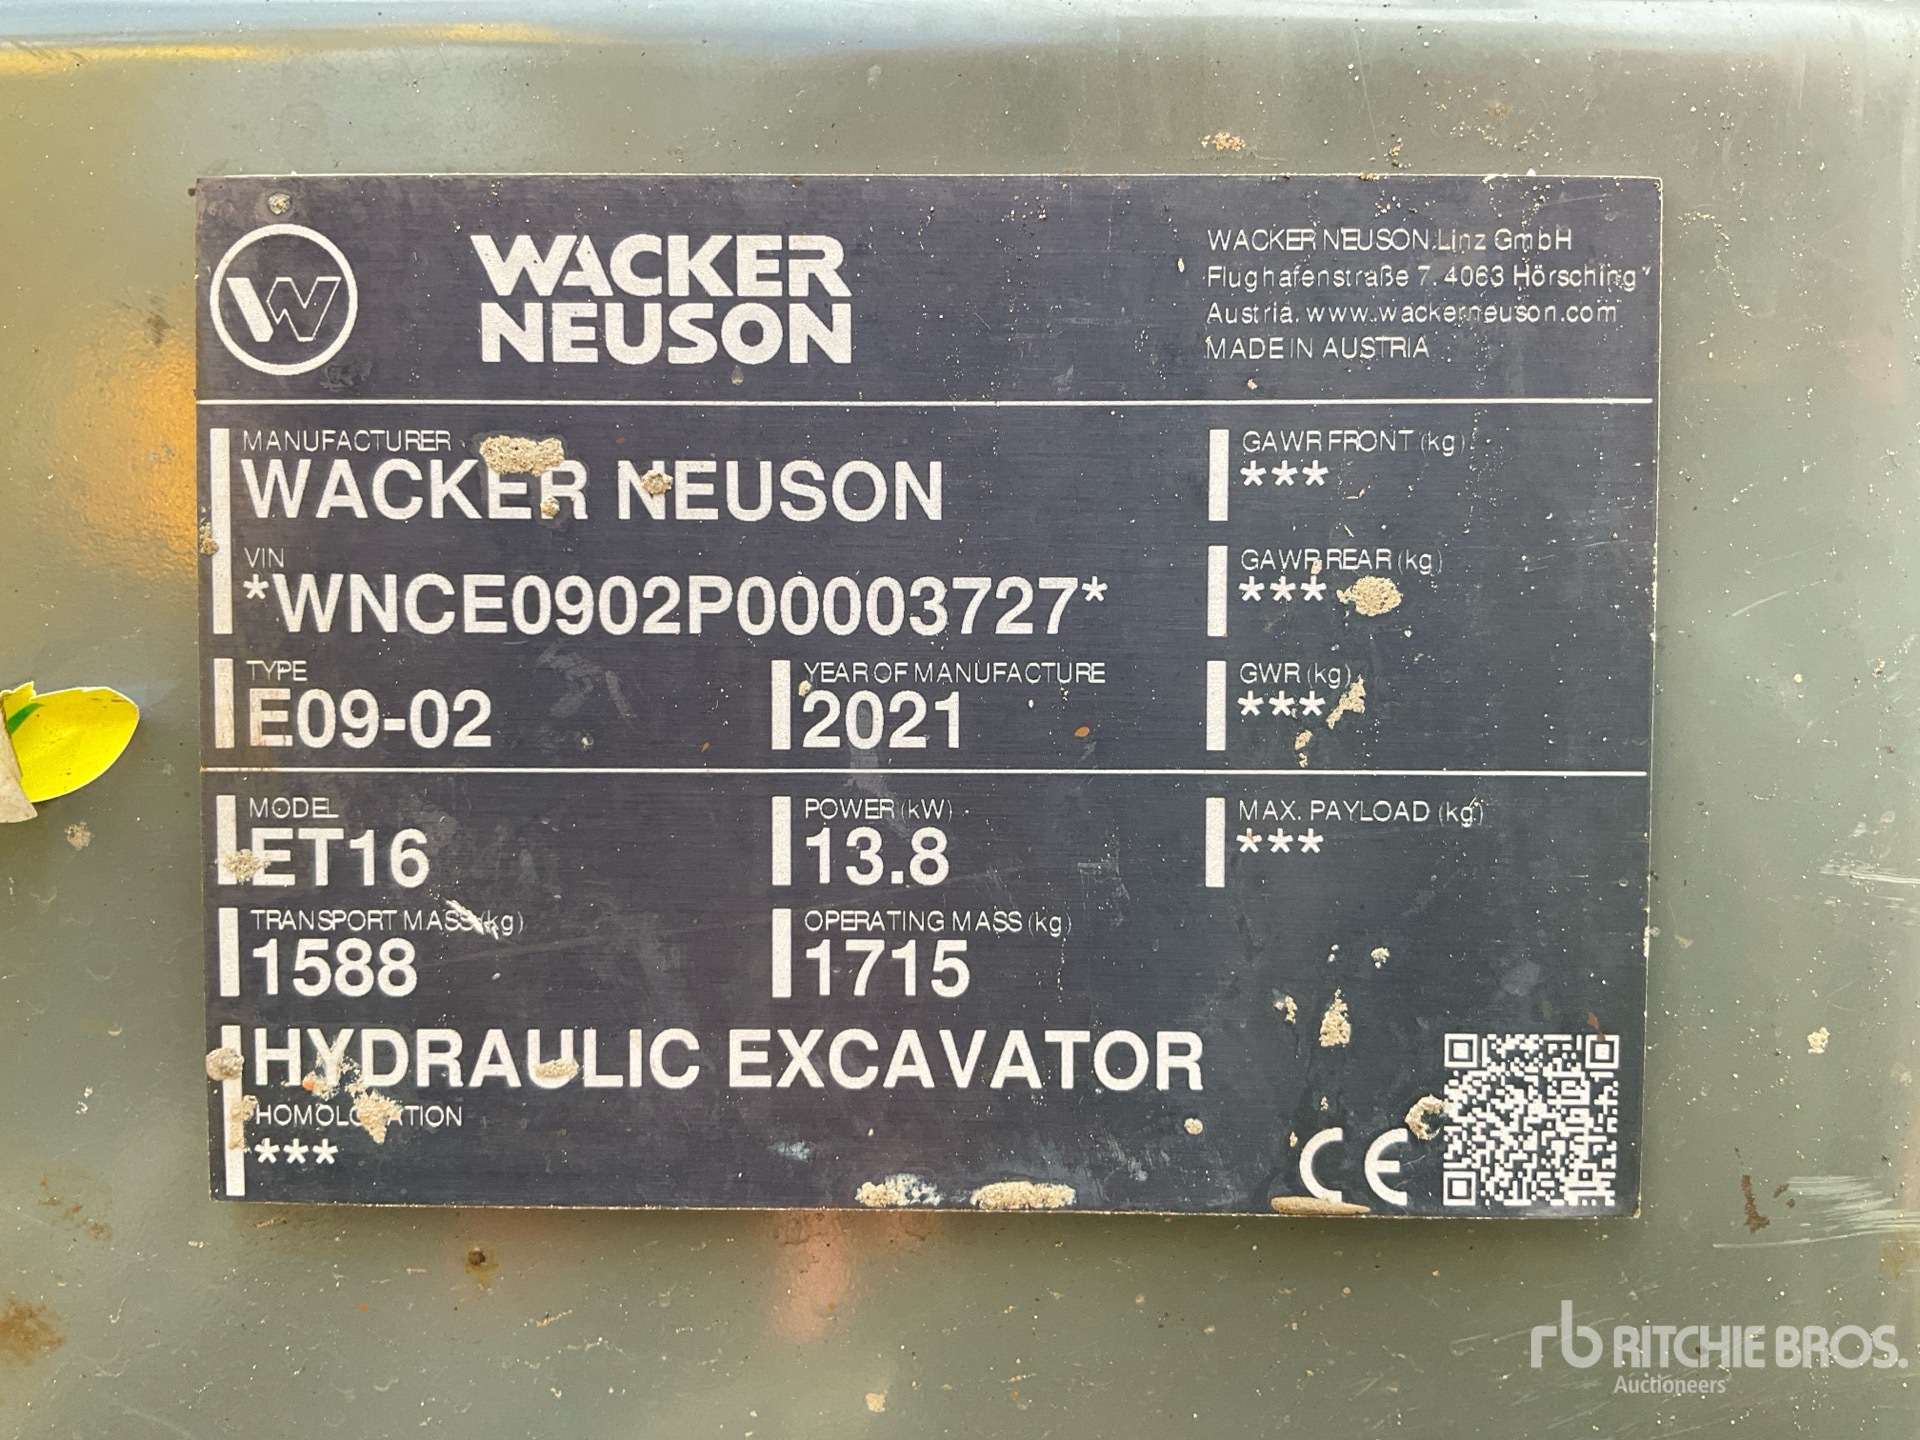 WACKER
NEUSON
WACKER NEUSON Linz GmbH
Flughafenstraße 7, 4063 Hörsching
Austria, www.wackerneuson.com
MADE IN AUSTRIA
MANUFACTURER
WACKER NEUSON
VIN
*WNCE0902P00003727*
TYPE
E09-02
YEAR OF MANUFACTURE
2021
MODEL
ET16
POWER (kW)
13.8
TRANSPORT MASS (kg)
1588
OPERATING MASS (kg)
1715
HYDRAULIC EXCAVATOR
HOMOLOGATION
***
GAWR FRONT (kg)
***
GAWR REAR (kg)
***
GWR (kg)
***
MAX. PAYLOAD (kg)
***
CE
rb RITCHIE BROS.
Auctioneers